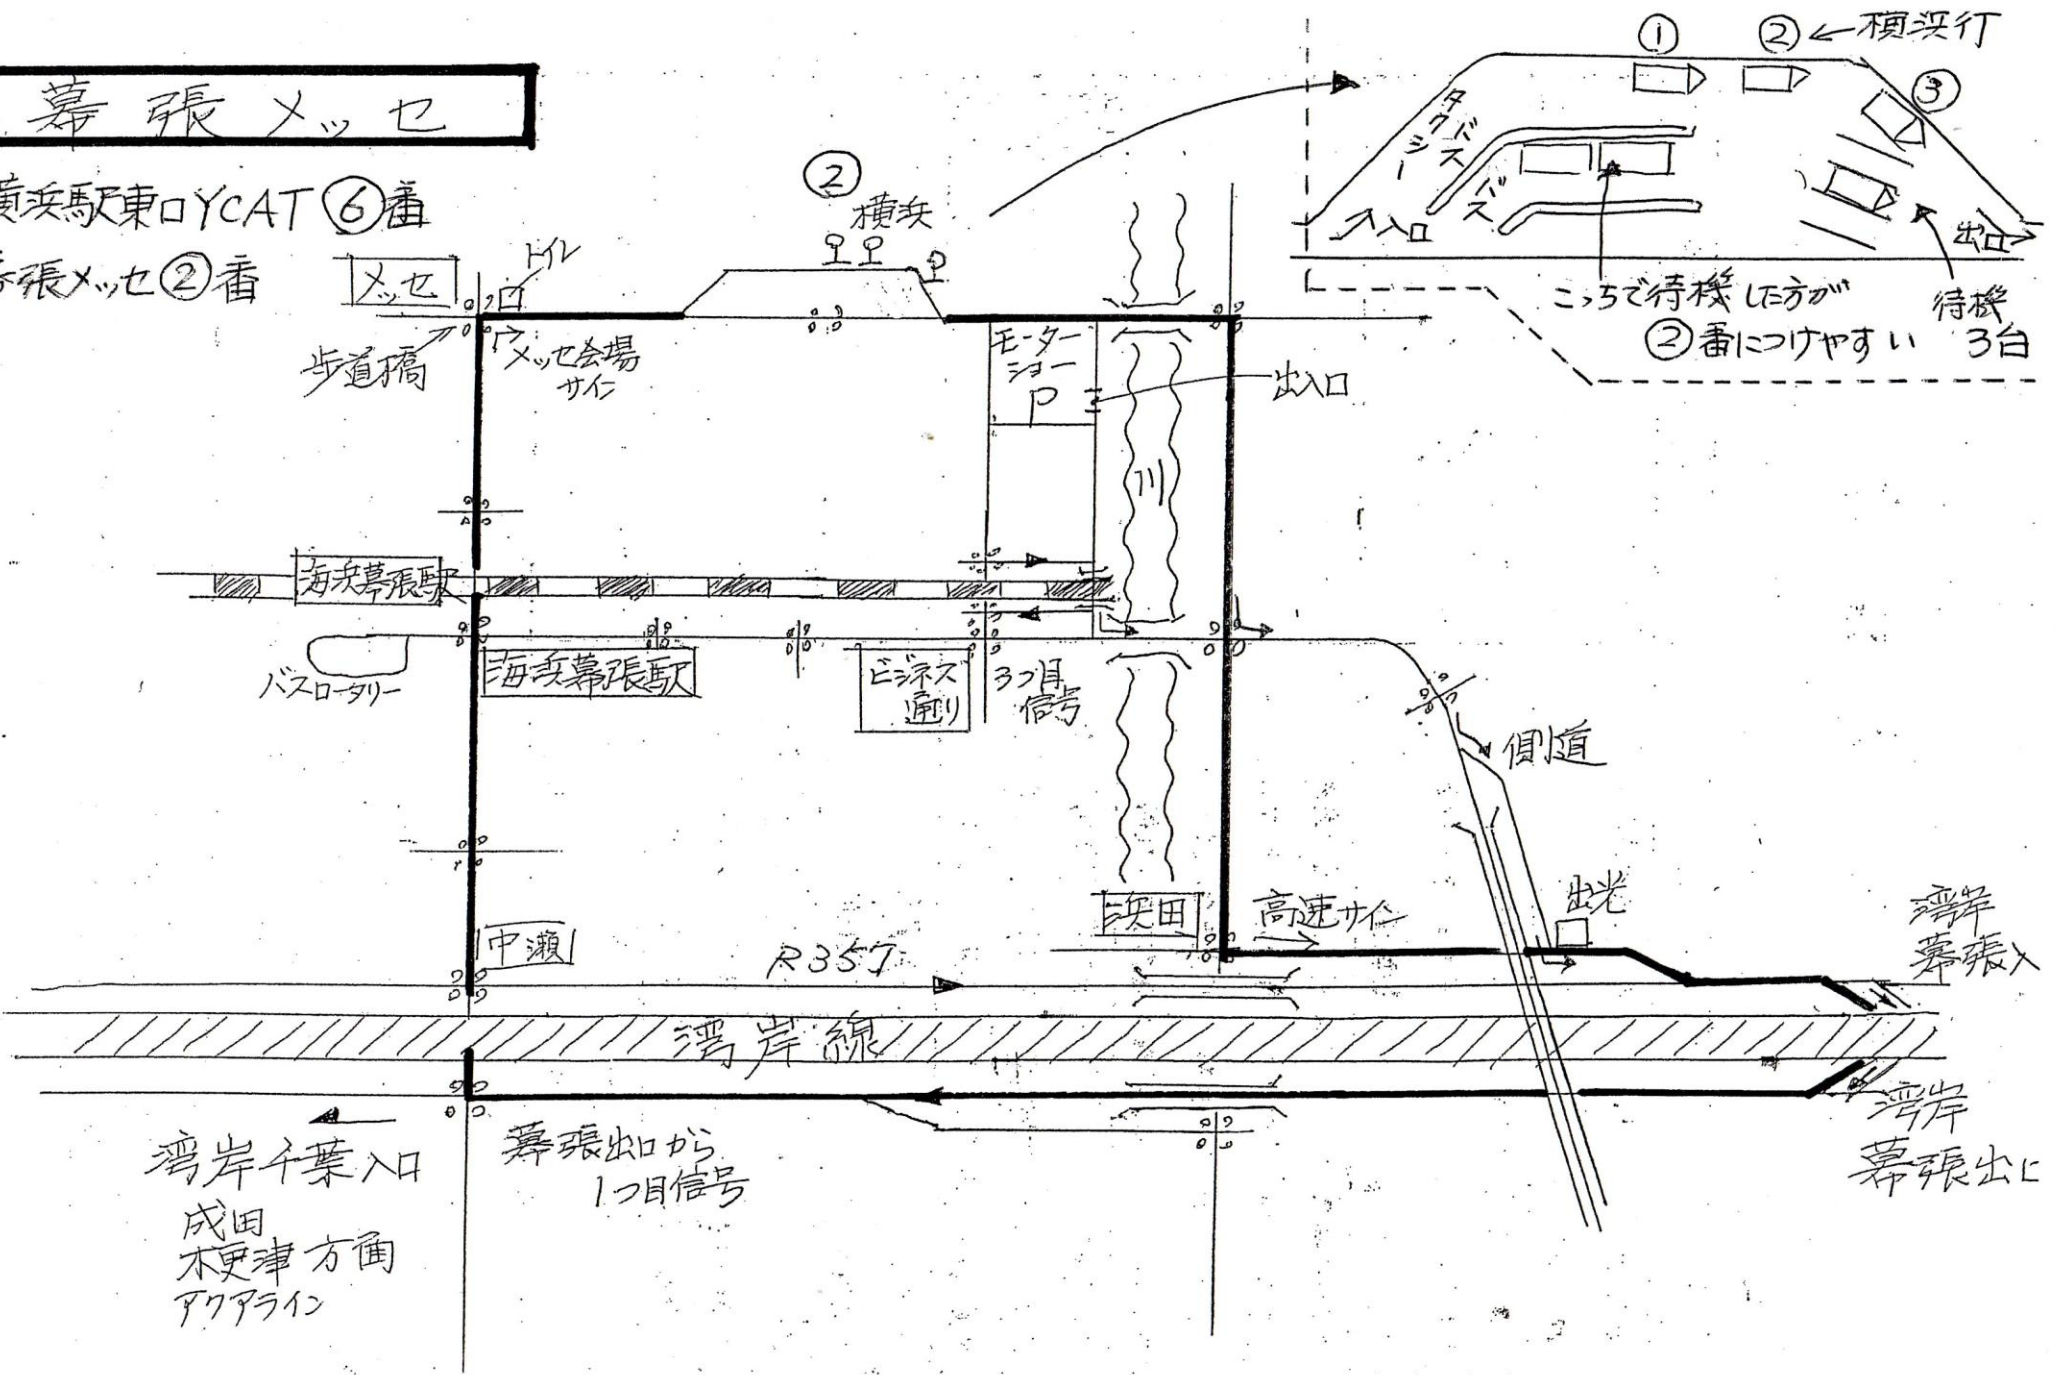 幕張メッセ
横浜駅東口YCAT⑥番
幕張メッセ②番
① ②←横浜行
③
タクシー
バス
バス
入口
出口
こっちで待機した方が
②番につけやすい
待機
3台
②
横浜
メッセ
トイレ
歩道橋
メッセ会場
サイン
モーター
ショー
P
出入口
川
海浜幕張駅
バスロータリー
海浜幕張駅
ビジネス
通り
3つ目
信号
側道
中瀬
浜田
高速サイン
出光
R357
湾岸
幕張入
湾岸線
湾岸
幕張出
湾岸千葉入口
成田
木更津方面
アクアライン
幕張出口から
1つ目信号